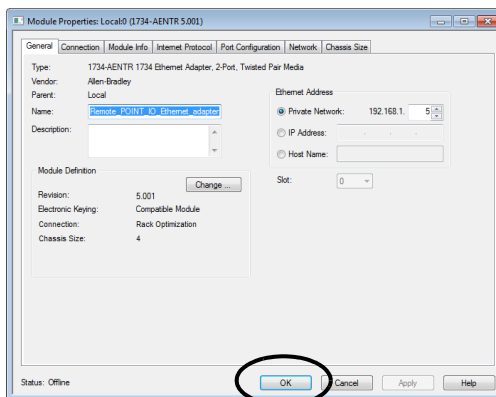 Module Properties: Local:0 (1734-AENTR 5.001)
General Connection Module Info Internet Protocol Port Configuration Network Chassis Size
Type: 1734-AENTR 1734 Ethernet Adapter, 2-Port, Twisted Pair Media
Vendor: Allen-Bradley
Parent: Local
Name: Remote_POINT_IO_Ethernet_adapter
Description:
Ethernet Address
Private Network: 192.168.1. 5
IP Address: . . .
Host Name:
Module Definition
Change ...
Slot: 0
Revision: 5.001
Electronic Keying: Compatible Module
Connection: Rack Optimization
Chassis Size: 4
Status: Offline
OK Cancel Apply Help